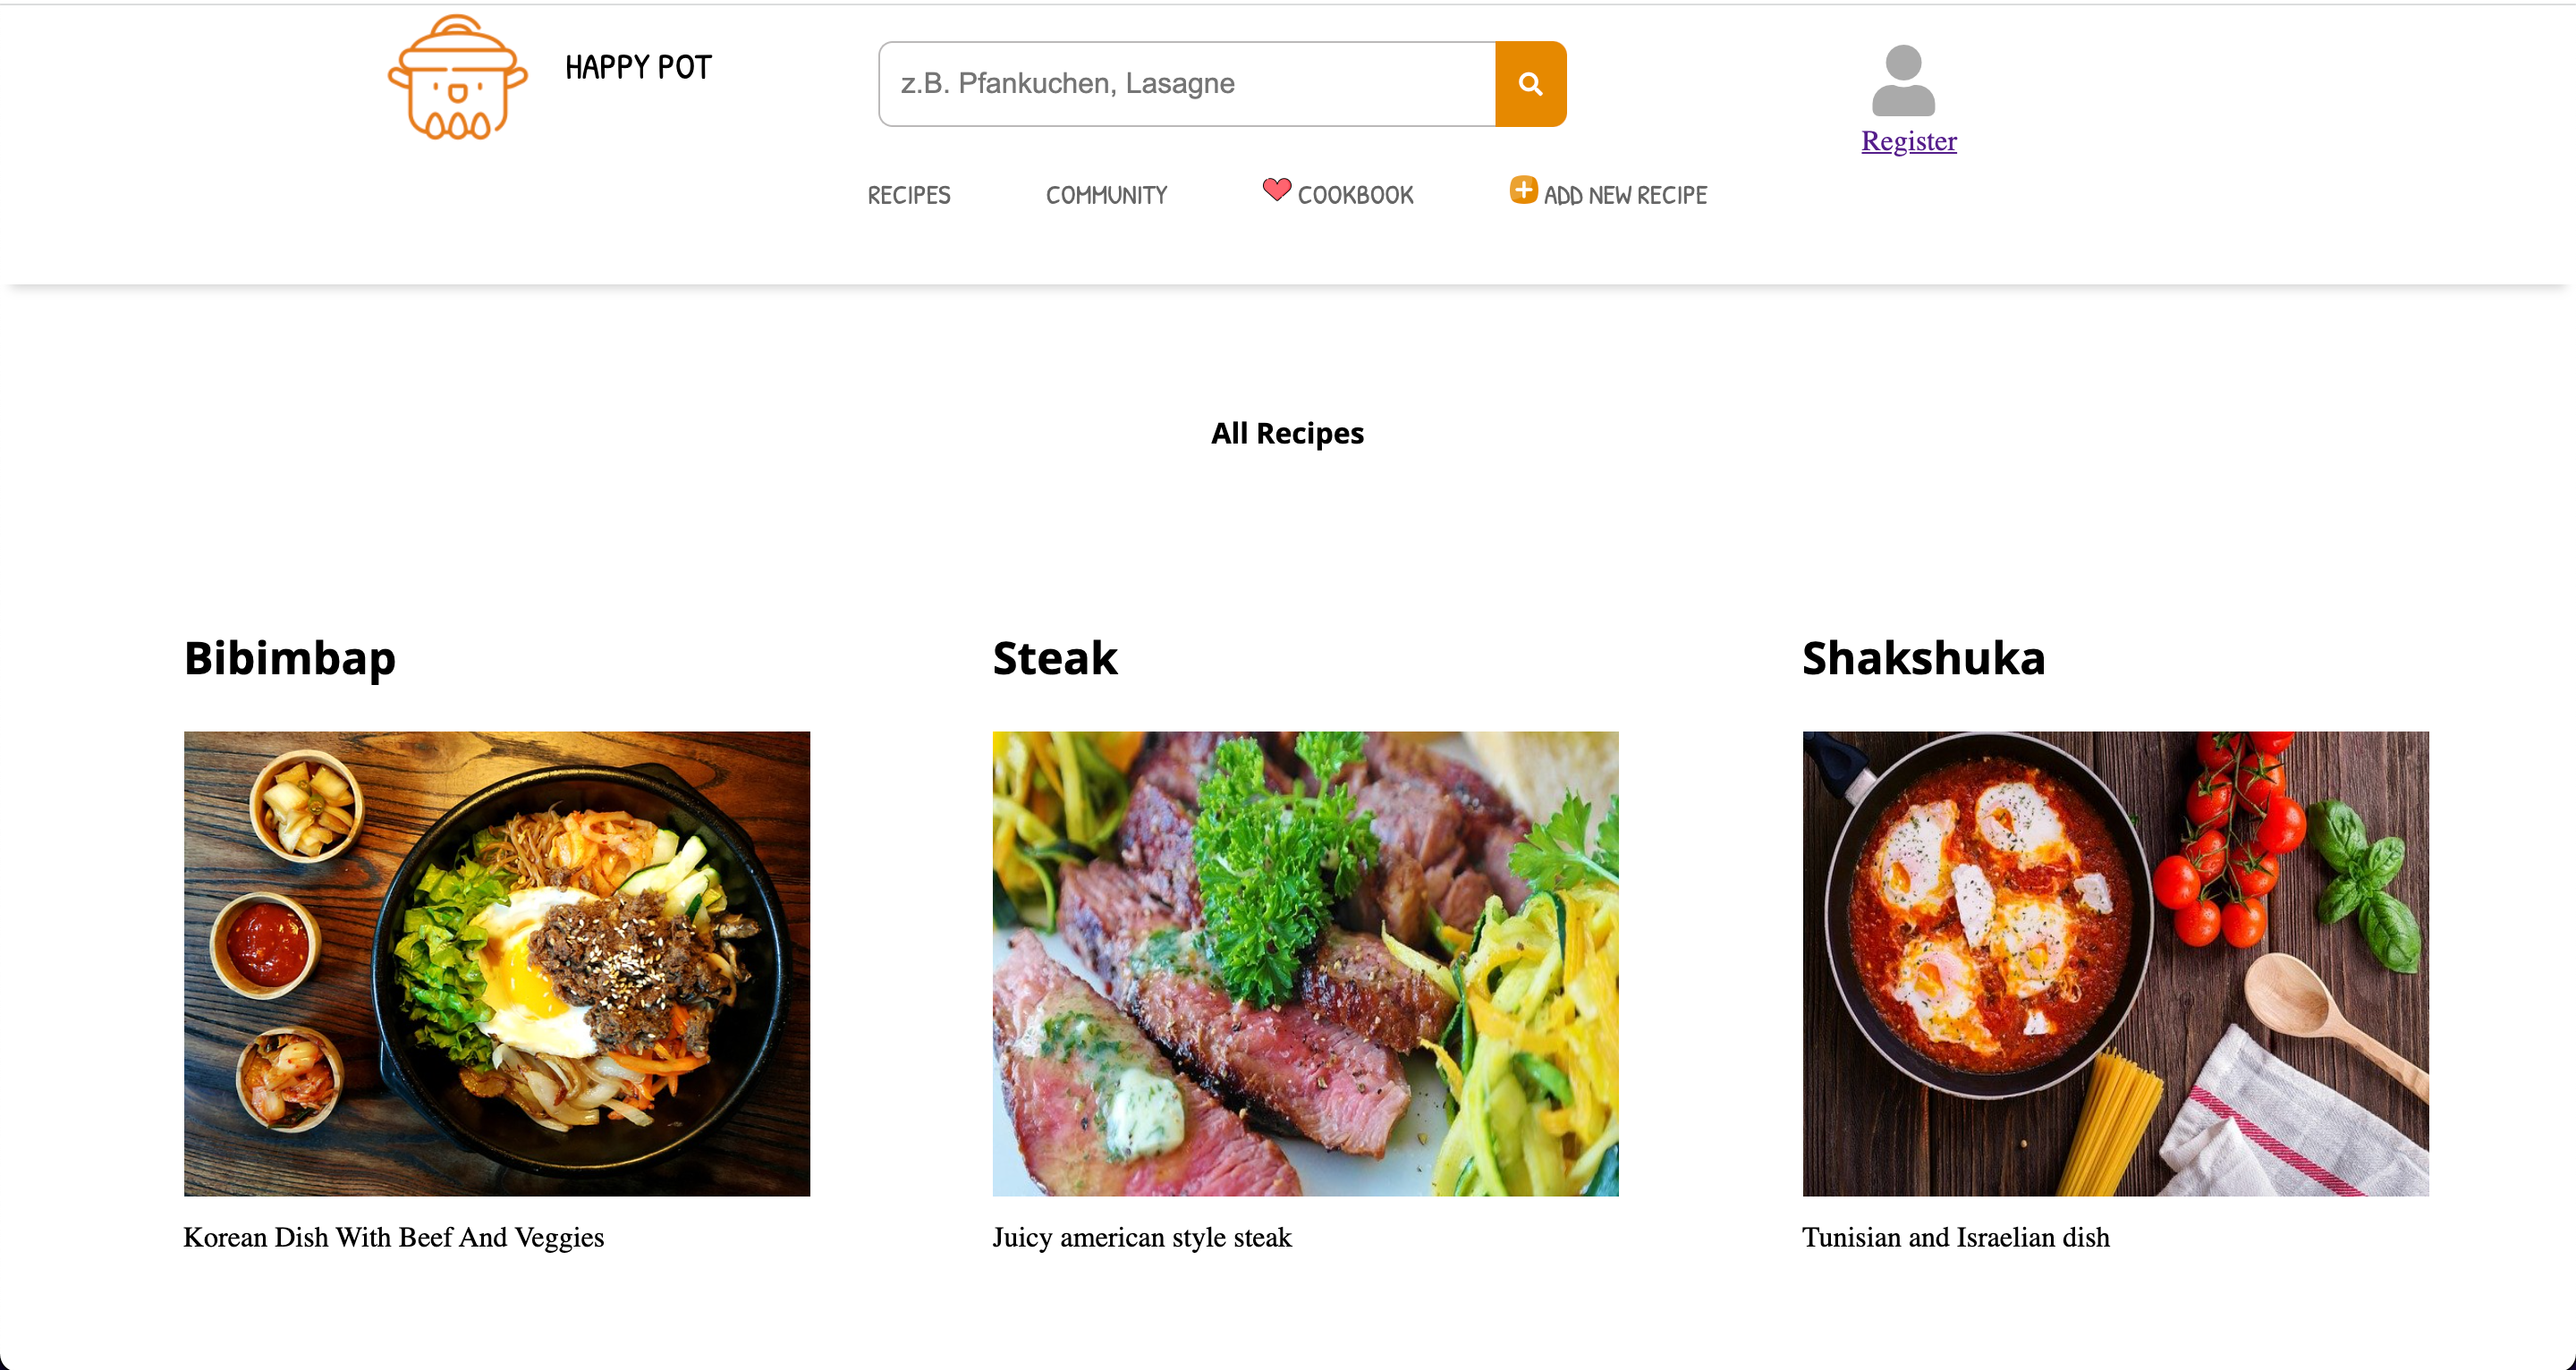 HAPPY POT
z.B. Pfankuchen, Lasagne
Register
RECIPES
COMMUNITY
COOKBOOK
ADD NEW RECIPE
All Recipes
Bibimbap
Steak
Shakshuka
Korean Dish With Beef And Veggies
Juicy american style steak
Tunisian and Israelian dish